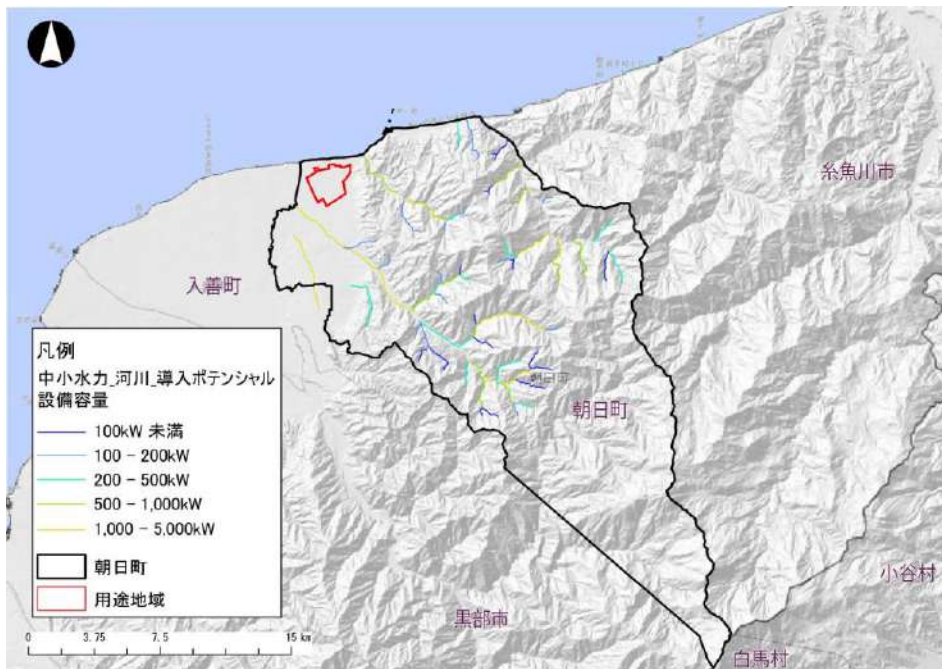 糸魚川市
入善町
朝日町
朝日町
小谷村
黒部市
白馬村
凡例
中小水力_河川_導入ポテンシャル
設備容量
100kW 未満
100 - 200kW
200 - 500kW
500 - 1,000kW
1,000 - 5,000kW
朝日町
用途地域
0 3.75 7.5 15 km